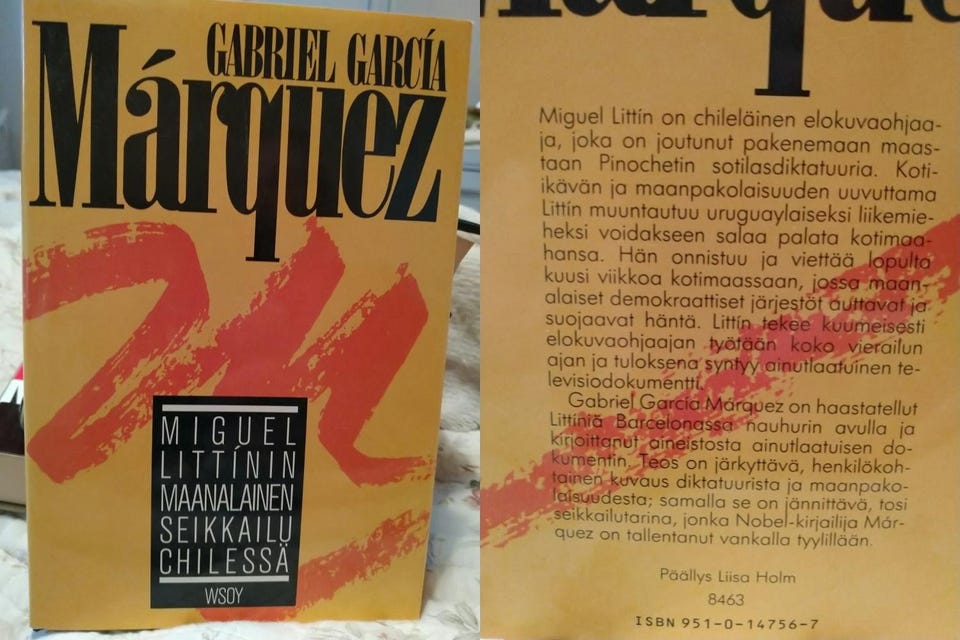 GABRIEL GARCÍA
Márquez
MIGUEL
LITTÍNIN
MAANALAINEN
SEIKKAILU
CHILESSÄ
WSOY
Miguel Littín on chileläinen elokuvaohjaa-
ja, joka on joutunut pakenemaan maas-
taan Pinochetin sotilasdiktatuuria. Koti-
ikävän ja maanpakolaisuuden uuvuttama
Littín muuntautuu uruguaylaiseksi liikemie-
heksi voidakseen salaa palata kotimaa-
hansa. Hän onnistuu ja viettää lopulta
kuusi viikkoa kotimaassaan, jossa maan-
alaiset demokraattiset järjestöt auttavat ja
suojaavat häntä. Littín tekee kuumeisesti
elokuvaohjaajan työtään koko vierailun
ajan ja tuloksena syntyy ainutlaatuinen te-
levisiodokumentti.
Gabriel García Márquez on haastatellut
Littíniä Barcelonassa nauhurin avulla ja
kirjoittanut aineistosta ainutlaatuisen do-
kumentin. Teos on järkyttävä, henkilökoh-
tainen kuvaus diktatuurista ja maanpako-
laisuudesta; samalla se on jännittävä, tosi
seikkailutarina, jonka Nobel-kirjailija Már-
quez on tallentanut vankalla tyylillään.
Päällys Liisa Holm
8463
ISBN 951-0-14756-7